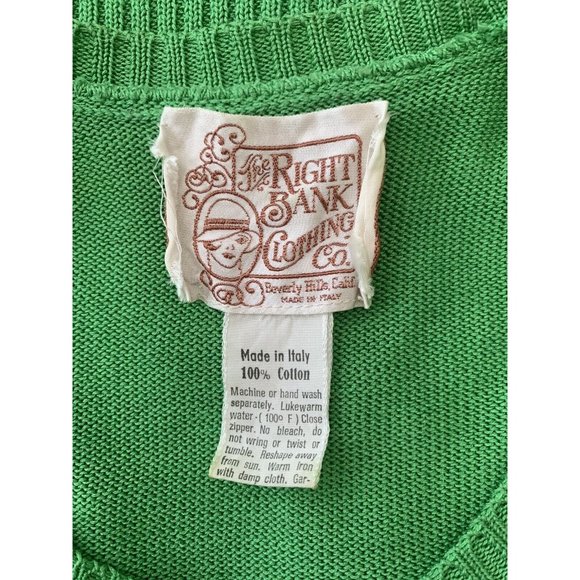 The
RIGHT
BANK
CLOTHING
CO.
Beverly Hills, Calif
MADE IN ITALY
Made in Italy
100% Cotton
Machine or hand wash
separately. Lukewarm
water-(100º F) Close
zipper. No bleach, do
not wring or twist or
tumble. Reshape away
from sun. Warm iron
with damp cloth. Gar-